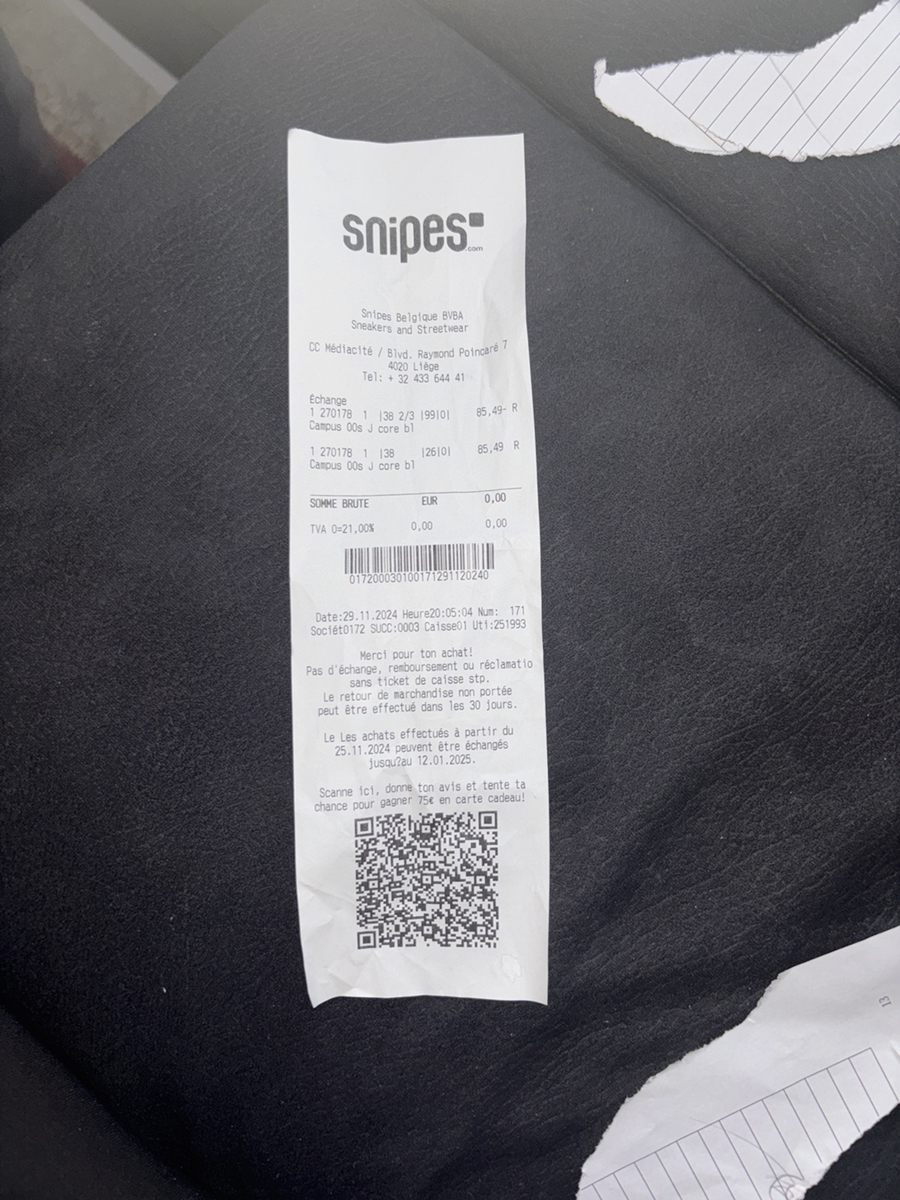 snipes
.com
Snipes Belgique BVBA
Sneakers and Streetwear
CC Médiacité / Blvd. Raymond Poincaré 7
4020 Liège
Tel: + 32 433 644 41
Échange
1 270178 1 |38 2/3 |99|0| 85,49- R
Campus 00s J core bl
1 270178 1 |38 |26|0| 85,49 R
Campus 00s J core bl
SOMME BRUTE EUR 0,00
TVA 0=21,00% 0,00 0,00
017200030100171291120240
Date:29.11.2024 Heure20:05:04 Num: 171
Sociét0172 SUCC:0003 Caisse01 Uti:251993
Merci pour ton achat!
Pas d'échange, remboursement ou réclamatio
sans ticket de caisse stp.
Le retour de marchandise non portée
peut être effectué dans les 30 jours.
Le Les achats effectués à partir du
25.11.2024 peuvent être échangés
jusqu?au 12.01.2025.
Scanne ici, donne ton avis et tente ta
chance pour gagner 75€ en carte cadeau!
13